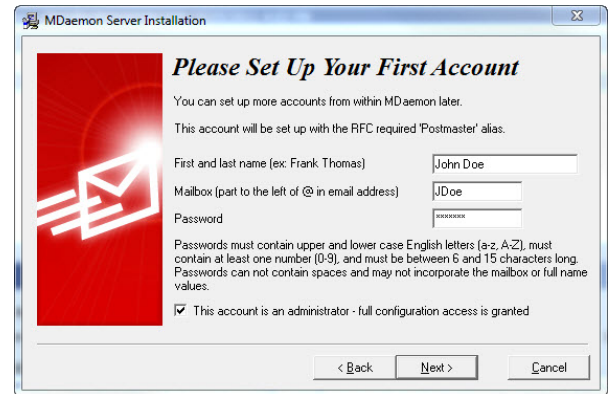 MDaemon Server Installation
Please Set Up Your First Account
You can set up more accounts from within MDaemon later.
This account will be set up with the RFC required 'Postmaster' alias.
First and last name (ex: Frank Thomas) John Doe
Mailbox (part to the left of @ in email address) JDoe
Password *******
Passwords must contain upper and lower case English letters (a-z, A-Z), must
contain at least one number (0-9), and must be between 6 and 15 characters long.
Passwords can not contain spaces and may not incorporate the mailbox or full name
values.
This account is an administrator - full configuration access is granted
< Back Next > Cancel